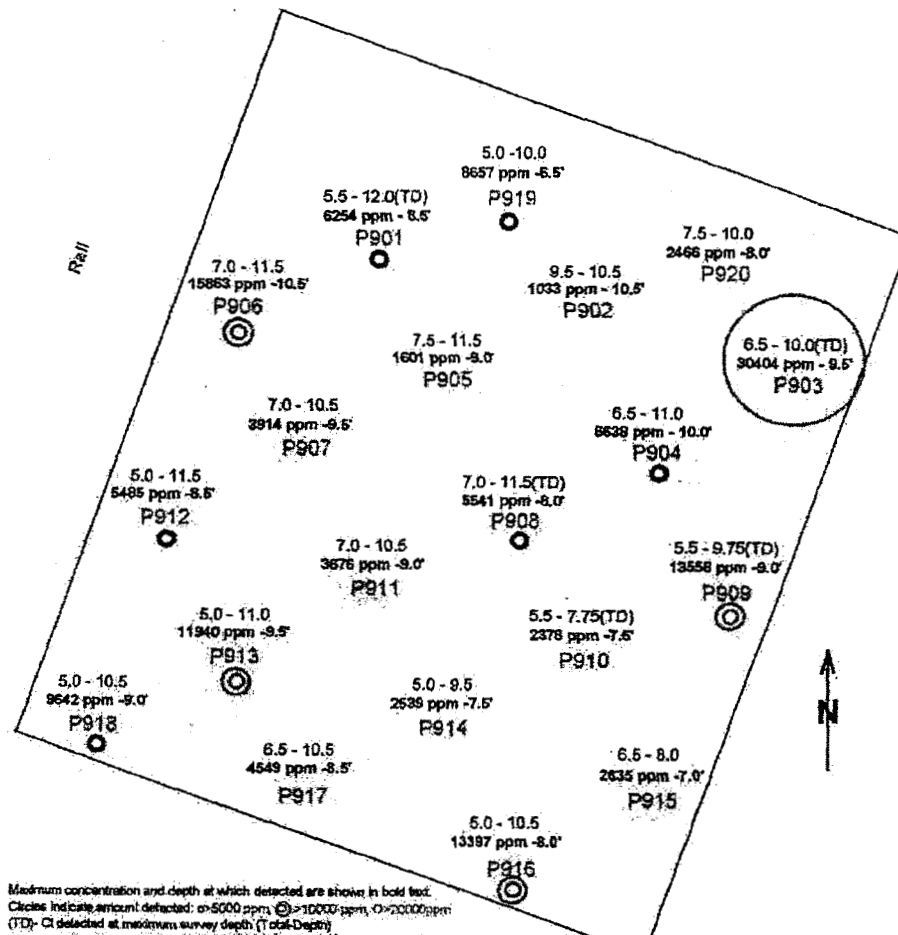 5.0 -10.0
8657 ppm -6.5'
P919
5.5 - 12.0(TD)
6254 ppm - 8.5'
P901
7.5 - 10.0
2466 ppm -8.0'
P920
Rail
7.0 - 11.5
15863 ppm -10.5'
P906
9.5 - 10.5
1033 ppm - 10.5'
P902
7.5 - 11.5
1601 ppm -9.0'
P905
6.5 - 10.0(TD)
30404 ppm - 9.5'
P903
7.0 - 10.5
3914 ppm -9.5'
P907
6.5 - 11.0
6638 ppm - 10.0'
P904
5.0 - 11.5
5485 ppm -8.5'
P912
7.0 - 11.5(TD)
5541 ppm -8.0'
P908
7.0 - 10.5
3676 ppm -9.0'
P911
5.5 - 9.75(TD)
13558 ppm -9.0'
P909
5.0 - 11.0
11940 ppm -9.5'
P913
5.5 - 7.75(TD)
2378 ppm -7.5'
P910
5.0 - 10.5
9642 ppm -9.0'
P918
5.0 - 9.5
2539 ppm -7.5'
P914
N
6.5 - 10.5
4549 ppm -8.5'
P917
6.5 - 8.0
2635 ppm -7.0'
P915
5.0 - 10.5
13397 ppm -8.0'
P916
Maximum concentration and depth at which detected are shown in bold text.
Circles indicate amount detected: o>5000 ppm, ◎>10000 ppm, O>20000ppm
(TD)- Cl detected at maximum survey depth (Total-Depth)